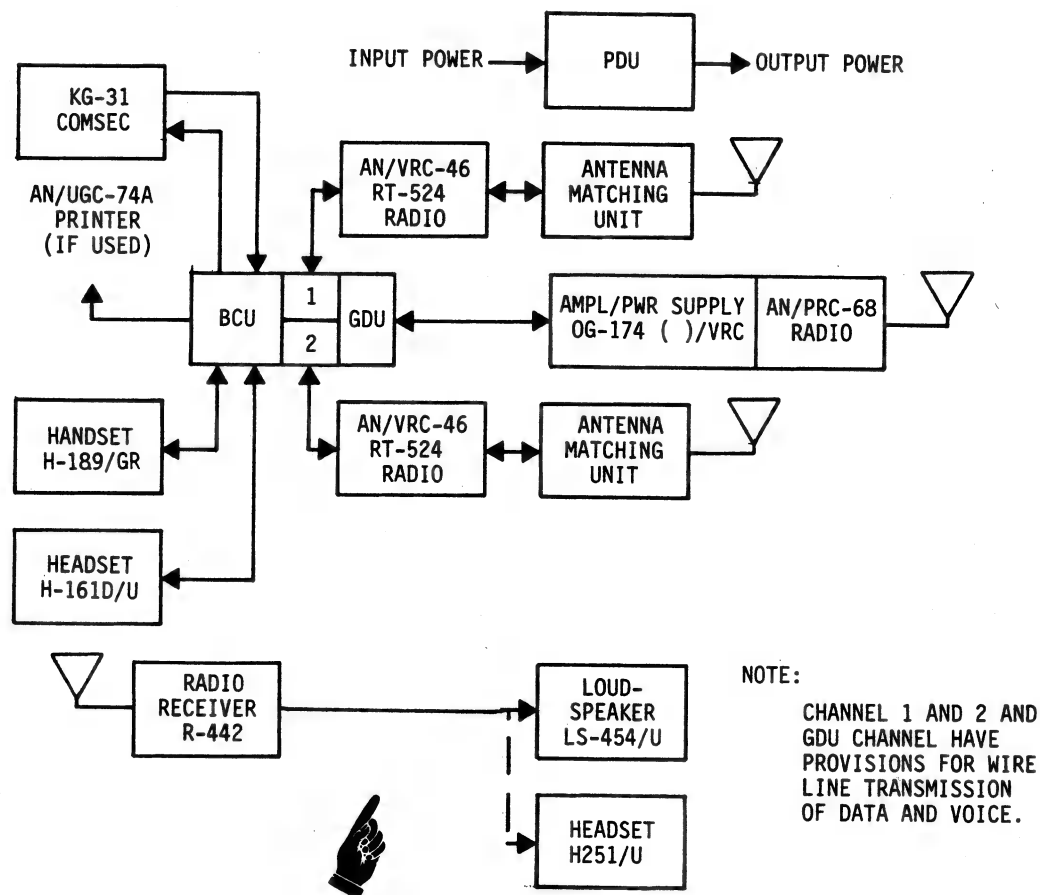 INPUT POWER
PDU
OUTPUT POWER
KG-31
COMSEC
AN/UGC-74A
PRINTER
(IF USED)
AN/VRC-46
RT-524
RADIO
ANTENNA
MATCHING
UNIT
BCU
1
2
GDU
AMPL/PWR SUPPLY
OG-174 ( )/VRC
AN/PRC-68
RADIO
HANDSET
H-189/GR
AN/VRC-46
RT-524
RADIO
ANTENNA
MATCHING
UNIT
HEADSET
H-161D/U
RADIO
RECEIVER
R-442
LOUD-
SPEAKER
LS-454/U
HEADSET
H251/U
NOTE:
CHANNEL 1 AND 2 AND
GDU CHANNEL HAVE
PROVISIONS FOR WIRE
LINE TRANSMISSION
OF DATA AND VOICE.